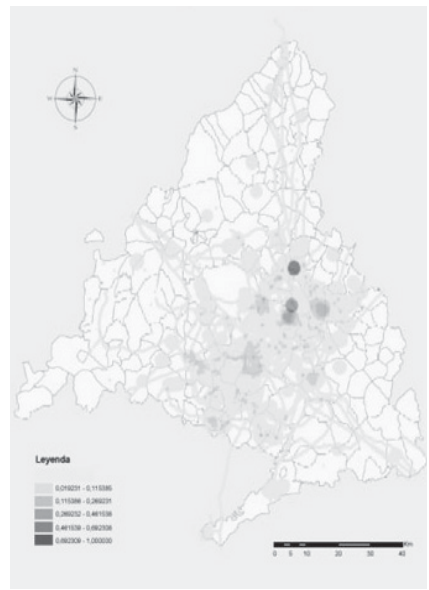 N
W E
S
Leyenda
0,019231 - 0,115385
0,115386 - 0,269231
0,269232 - 0,461538
0,461539 - 0,692308
0,692309 - 1,000000
Km
0 5 10 20 30 40